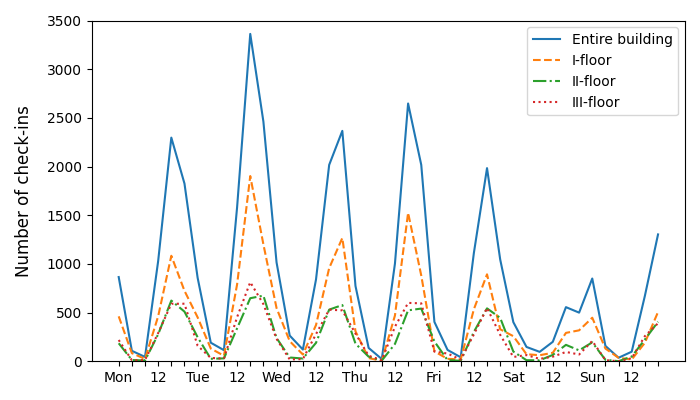 3500
3000
2500
2000
1500
1000
500
0
Number of check-ins
Entire building
I-floor
II-floor
III-floor
Mon 12 Tue 12 Wed 12 Thu 12 Fri 12 Sat 12 Sun 12